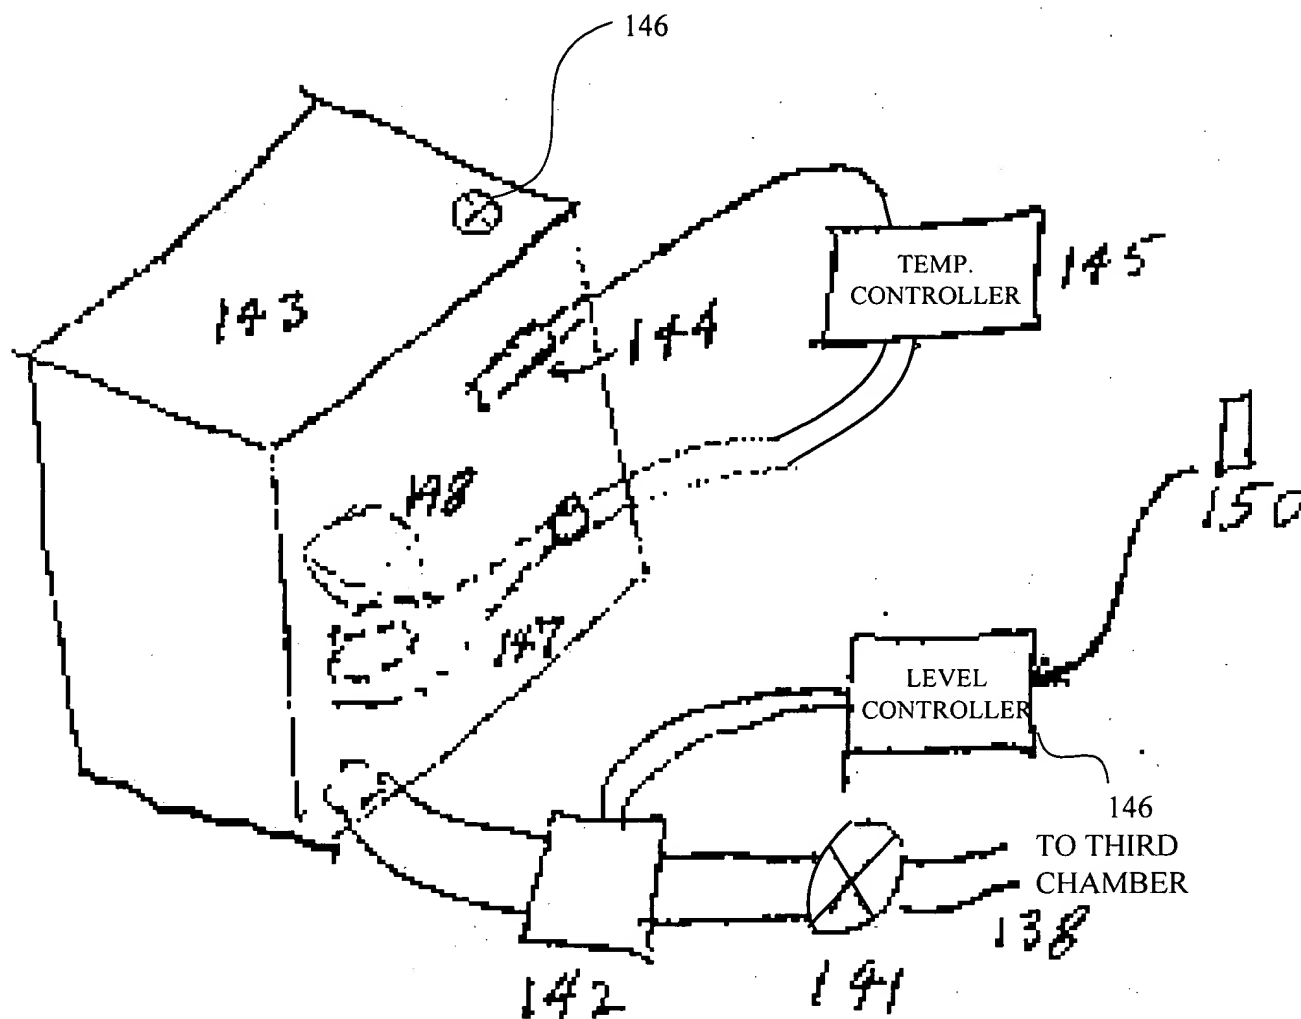 146
143
TEMP.
CONTROLLER
145
144
150
148
147
LEVEL
CONTROLLER
146
TO THIRD
CHAMBER
138
142
141